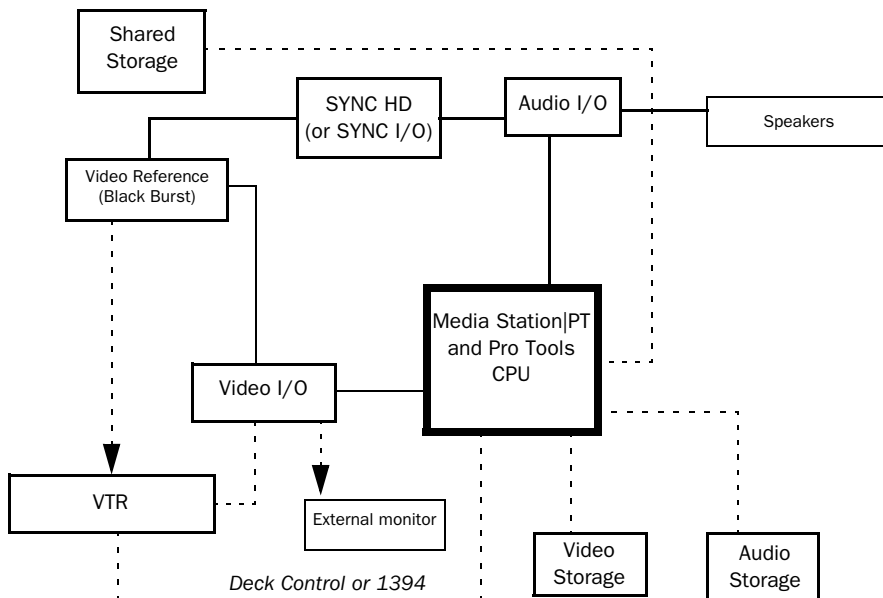 Shared
Storage
SYNC HD
(or SYNC I/O)
Audio I/O
Speakers
Video Reference
(Black Burst)
Media Station|PT
and Pro Tools
CPU
Video I/O
VTR
External monitor
Video
Storage
Audio
Storage
Deck Control or 1394